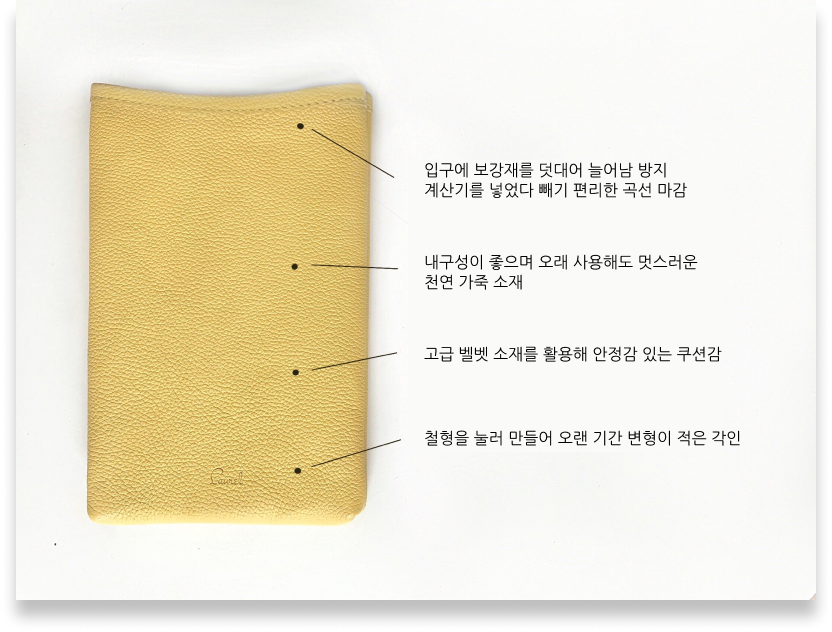 입구에 보강재를 덧대어 늘어남 방지
계산기를 넣었다 빼기 편리한 곡선 마감
내구성이 좋으며 오래 사용해도 멋스러운
천연 가죽 소재
고급 벨벳 소재를 활용해 안정감 있는 쿠션감
철형을 눌러 만들어 오랜 기간 변형이 적은 각인
Laurel